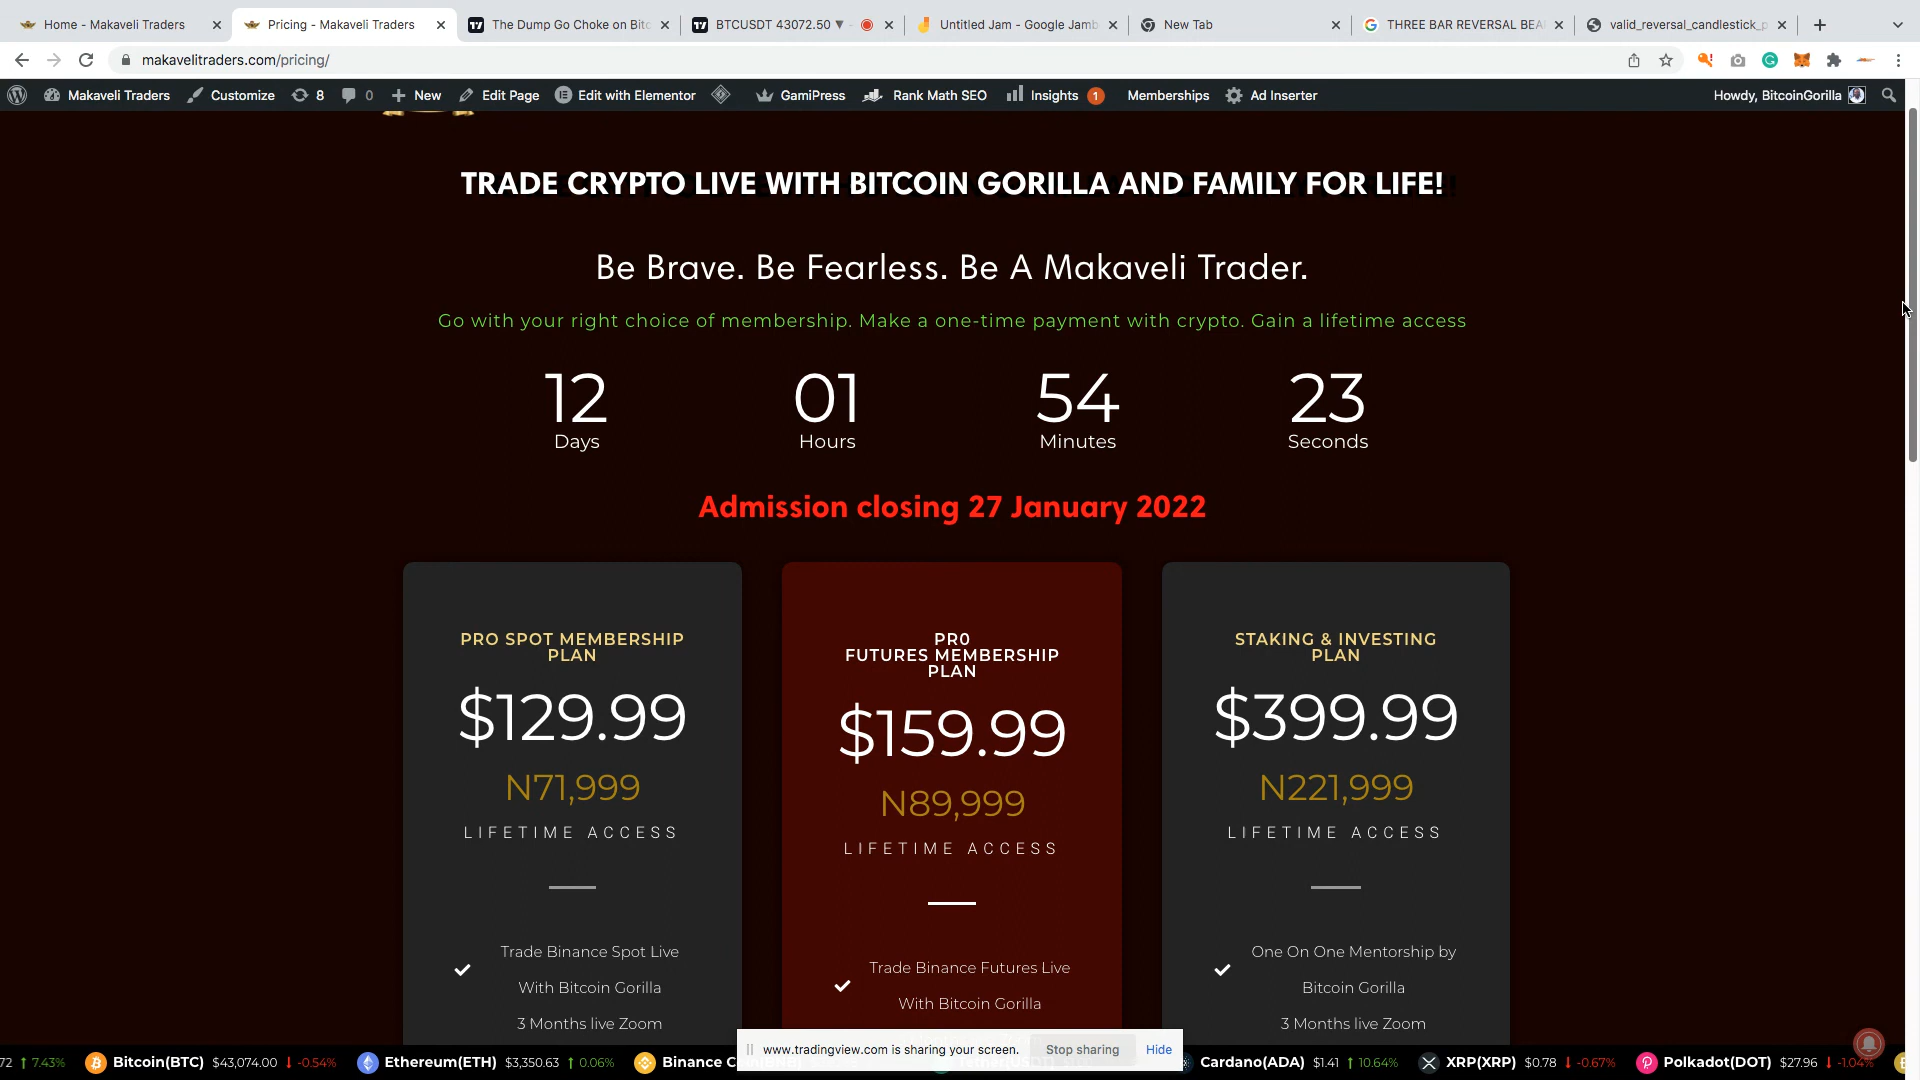 Home - Makaveli Traders
Pricing - Makaveli Traders
The Dump Go Choke on Bitc
BTCUSDT 43072.50 ▼
Untitled Jam - Google Jamb
New Tab
THREE BAR REVERSAL BEA
valid_reversal_candlestick_p
makavelitraders.com/pricing/
Makaveli Traders
Customize
8
0
New
Edit Page
Edit with Elementor
GamiPress
Rank Math SEO
Insights 1
Memberships
Ad Inserter
Howdy, BitcoinGorilla
TRADE CRYPTO LIVE WITH BITCOIN GORILLA AND FAMILY FOR LIFE!
Be Brave. Be Fearless. Be A Makaveli Trader.
Go with your right choice of membership. Make a one-time payment with crypto. Gain a lifetime access
12 01 54 23
Days Hours Minutes Seconds
Admission closing 27 January 2022
PRO SPOT MEMBERSHIP
PLAN
$129.99
N71,999
LIFETIME ACCESS
Trade Binance Spot Live
With Bitcoin Gorilla
3 Months live Zoom
PR0
FUTURES MEMBERSHIP
PLAN
$159.99
N89,999
LIFETIME ACCESS
Trade Binance Futures Live
With Bitcoin Gorilla
STAKING & INVESTING
PLAN
$399.99
N221,999
LIFETIME ACCESS
One On One Mentorship by
Bitcoin Gorilla
3 Months live Zoom
www.tradingview.com is sharing your screen. Stop sharing Hide
72 ↑ 7.43% Bitcoin(BTC) $43,074.00 ↓ -0.54% Ethereum(ETH) $3,350.63 ↑ 0.06% Binance C Cardano(ADA) $1.41 ↑ 10.64% XRP(XRP) $0.78 ↓ -0.67% Polkadot(DOT) $27.96 ↓ -1.04%